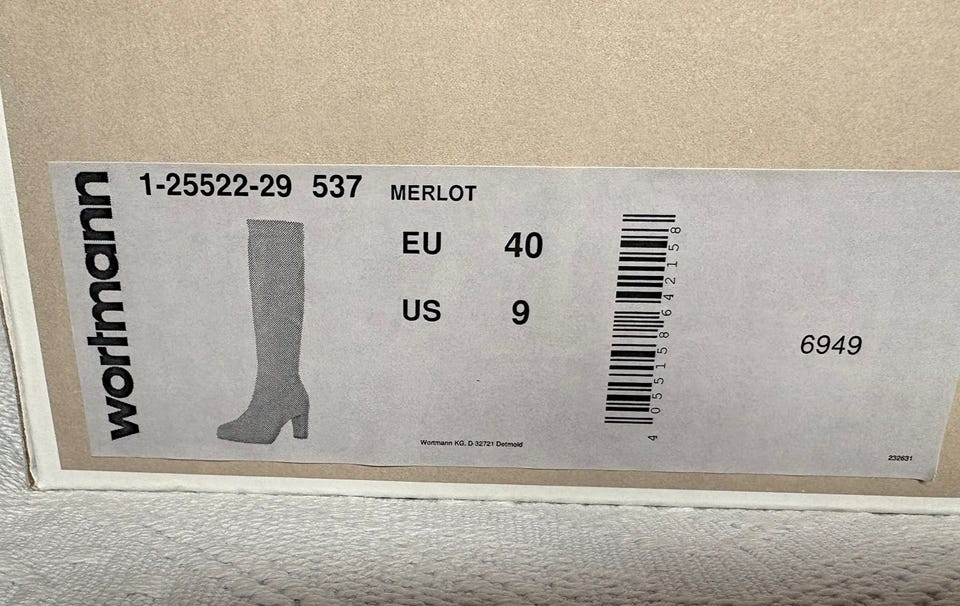 wortmann
1-25522-29 537 MERLOT
EU 40
US 9
4 055158 642158
6949
Wortmann KG. D-32721 Detmold
232631